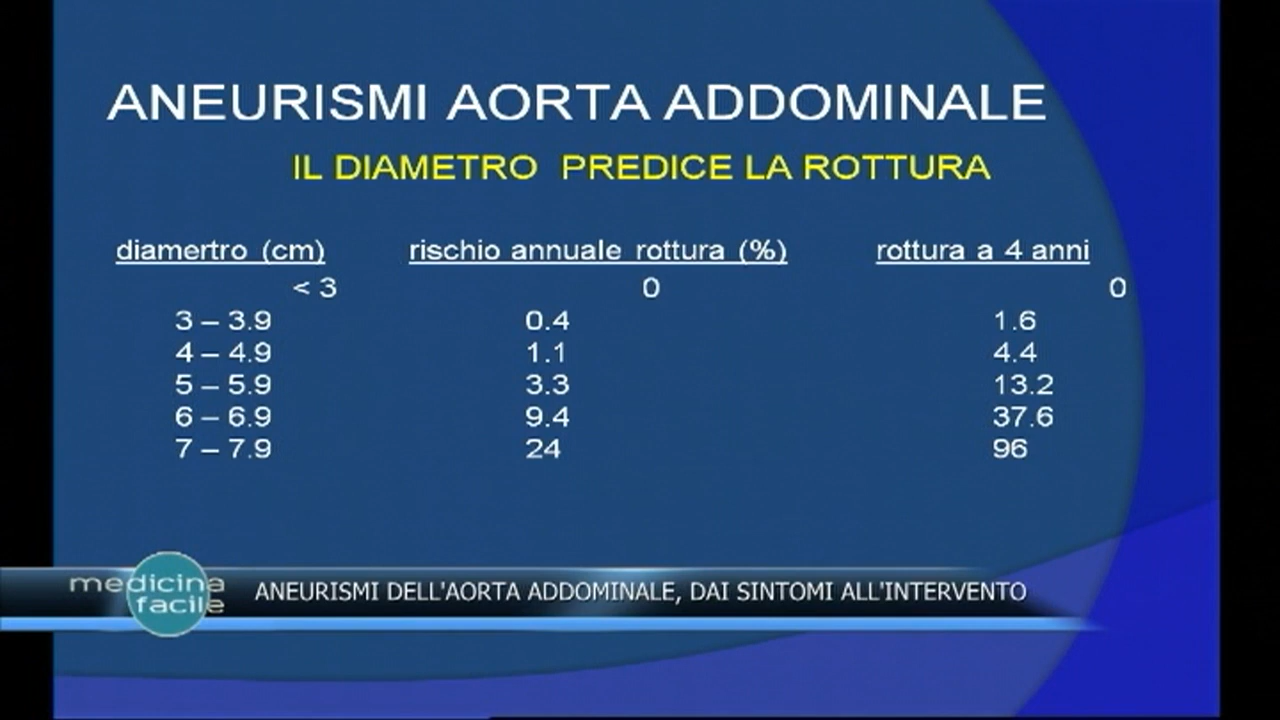 ANEURISMI AORTA ADDOMINALE
IL DIAMETRO PREDICE LA ROTTURA
diamertro (cm) rischio annuale rottura (%) rottura a 4 anni
< 3 0 0
3 – 3.9 0.4 1.6
4 – 4.9 1.1 4.4
5 – 5.9 3.3 13.2
6 – 6.9 9.4 37.6
7 – 7.9 24 96
medicina
facile
ANEURISMI DELL'AORTA ADDOMINALE, DAI SINTOMI ALL'INTERVENTO